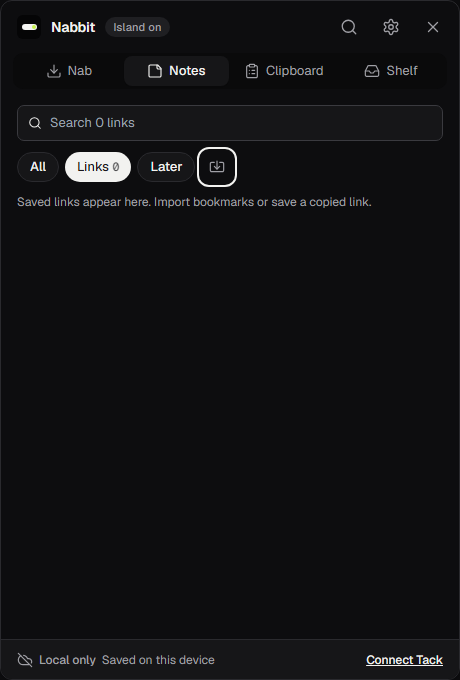 Nabbit Island on
Nab Notes Clipboard Shelf
Search 0 links
All Links 0 Later
Saved links appear here. Import bookmarks or save a copied link.
Local only Saved on this device Connect Tack